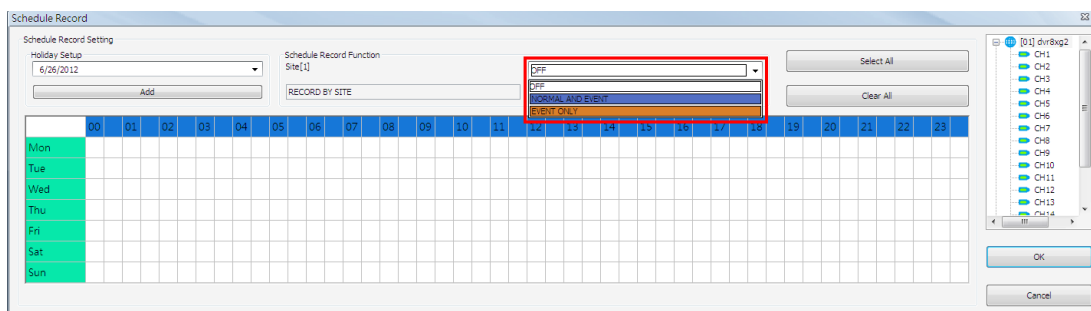 Schedule Record
Schedule Record Setting
Holiday Setup
6/26/2012
Add
Schedule Record Function
Site[1]
RECORD BY SITE
OFF
OFF
NORMAL AND EVENT
EVENT ONLY
Select All
Clear All
00 01 02 03 04 05 06 07 08 09 10 11 12 13 14 15 16 17 18 19 20 21 22 23
Mon
Tue
Wed
Thu
Fri
Sat
Sun
[01] dvr8xg2
CH1
CH2
CH3
CH4
CH5
CH6
CH7
CH8
CH9
CH10
CH11
CH12
CH13
CH14
OK
Cancel